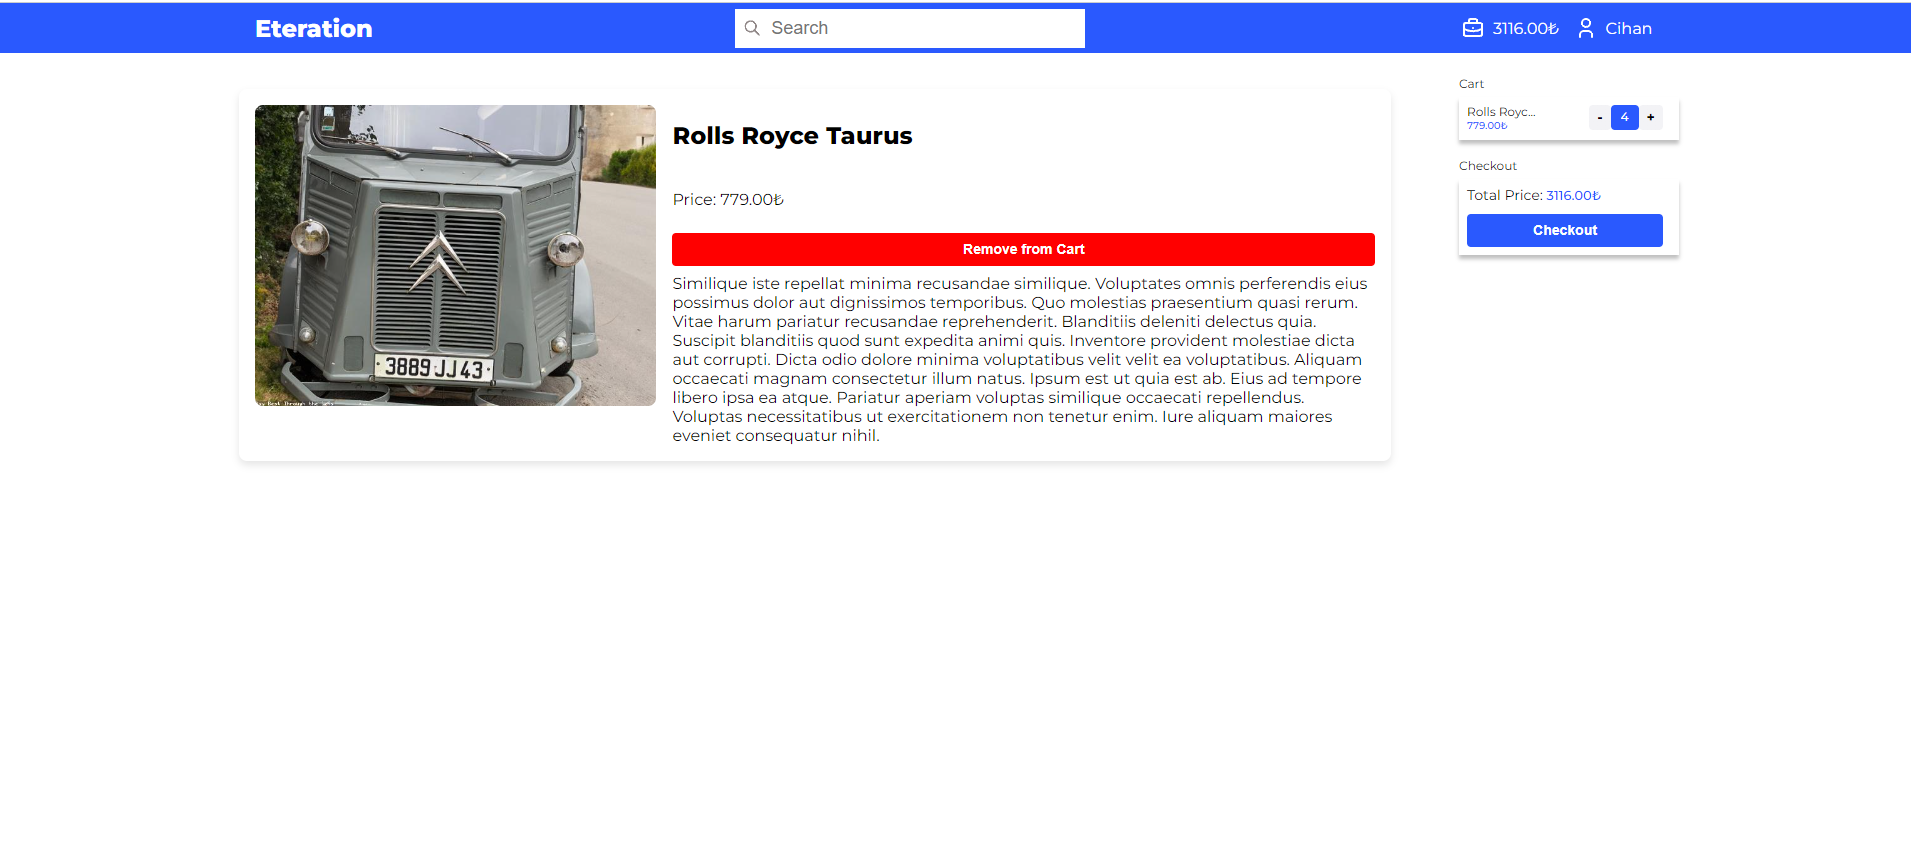 Eteration
Search
3116.00₺
Cihan
Cart
Rolls Royc...
779.00₺
- 4 +
Checkout
Total Price: 3116.00₺
Checkout
3889 JJ 43
Rolls Royce Taurus
Price: 779.00₺
Remove from Cart
Similique iste repellat minima recusandae similique. Voluptates omnis perferendis eius
possimus dolor aut dignissimos temporibus. Quo molestias praesentium quasi rerum.
Vitae harum pariatur recusandae reprehenderit. Blanditiis deleniti delectus quia.
Suscipit blanditiis quod sunt expedita animi quis. Inventore provident molestiae dicta
aut corrupti. Dicta odio dolore minima voluptatibus velit velit ea voluptatibus. Aliquam
occaecati magnam consectetur illum natus. Ipsum est ut quia est ab. Eius ad tempore
libero ipsa ea atque. Pariatur aperiam voluptas similique occaecati repellendus.
Voluptas necessitatibus ut exercitationem non tenetur enim. Iure aliquam maiores
eveniet consequatur nihil.